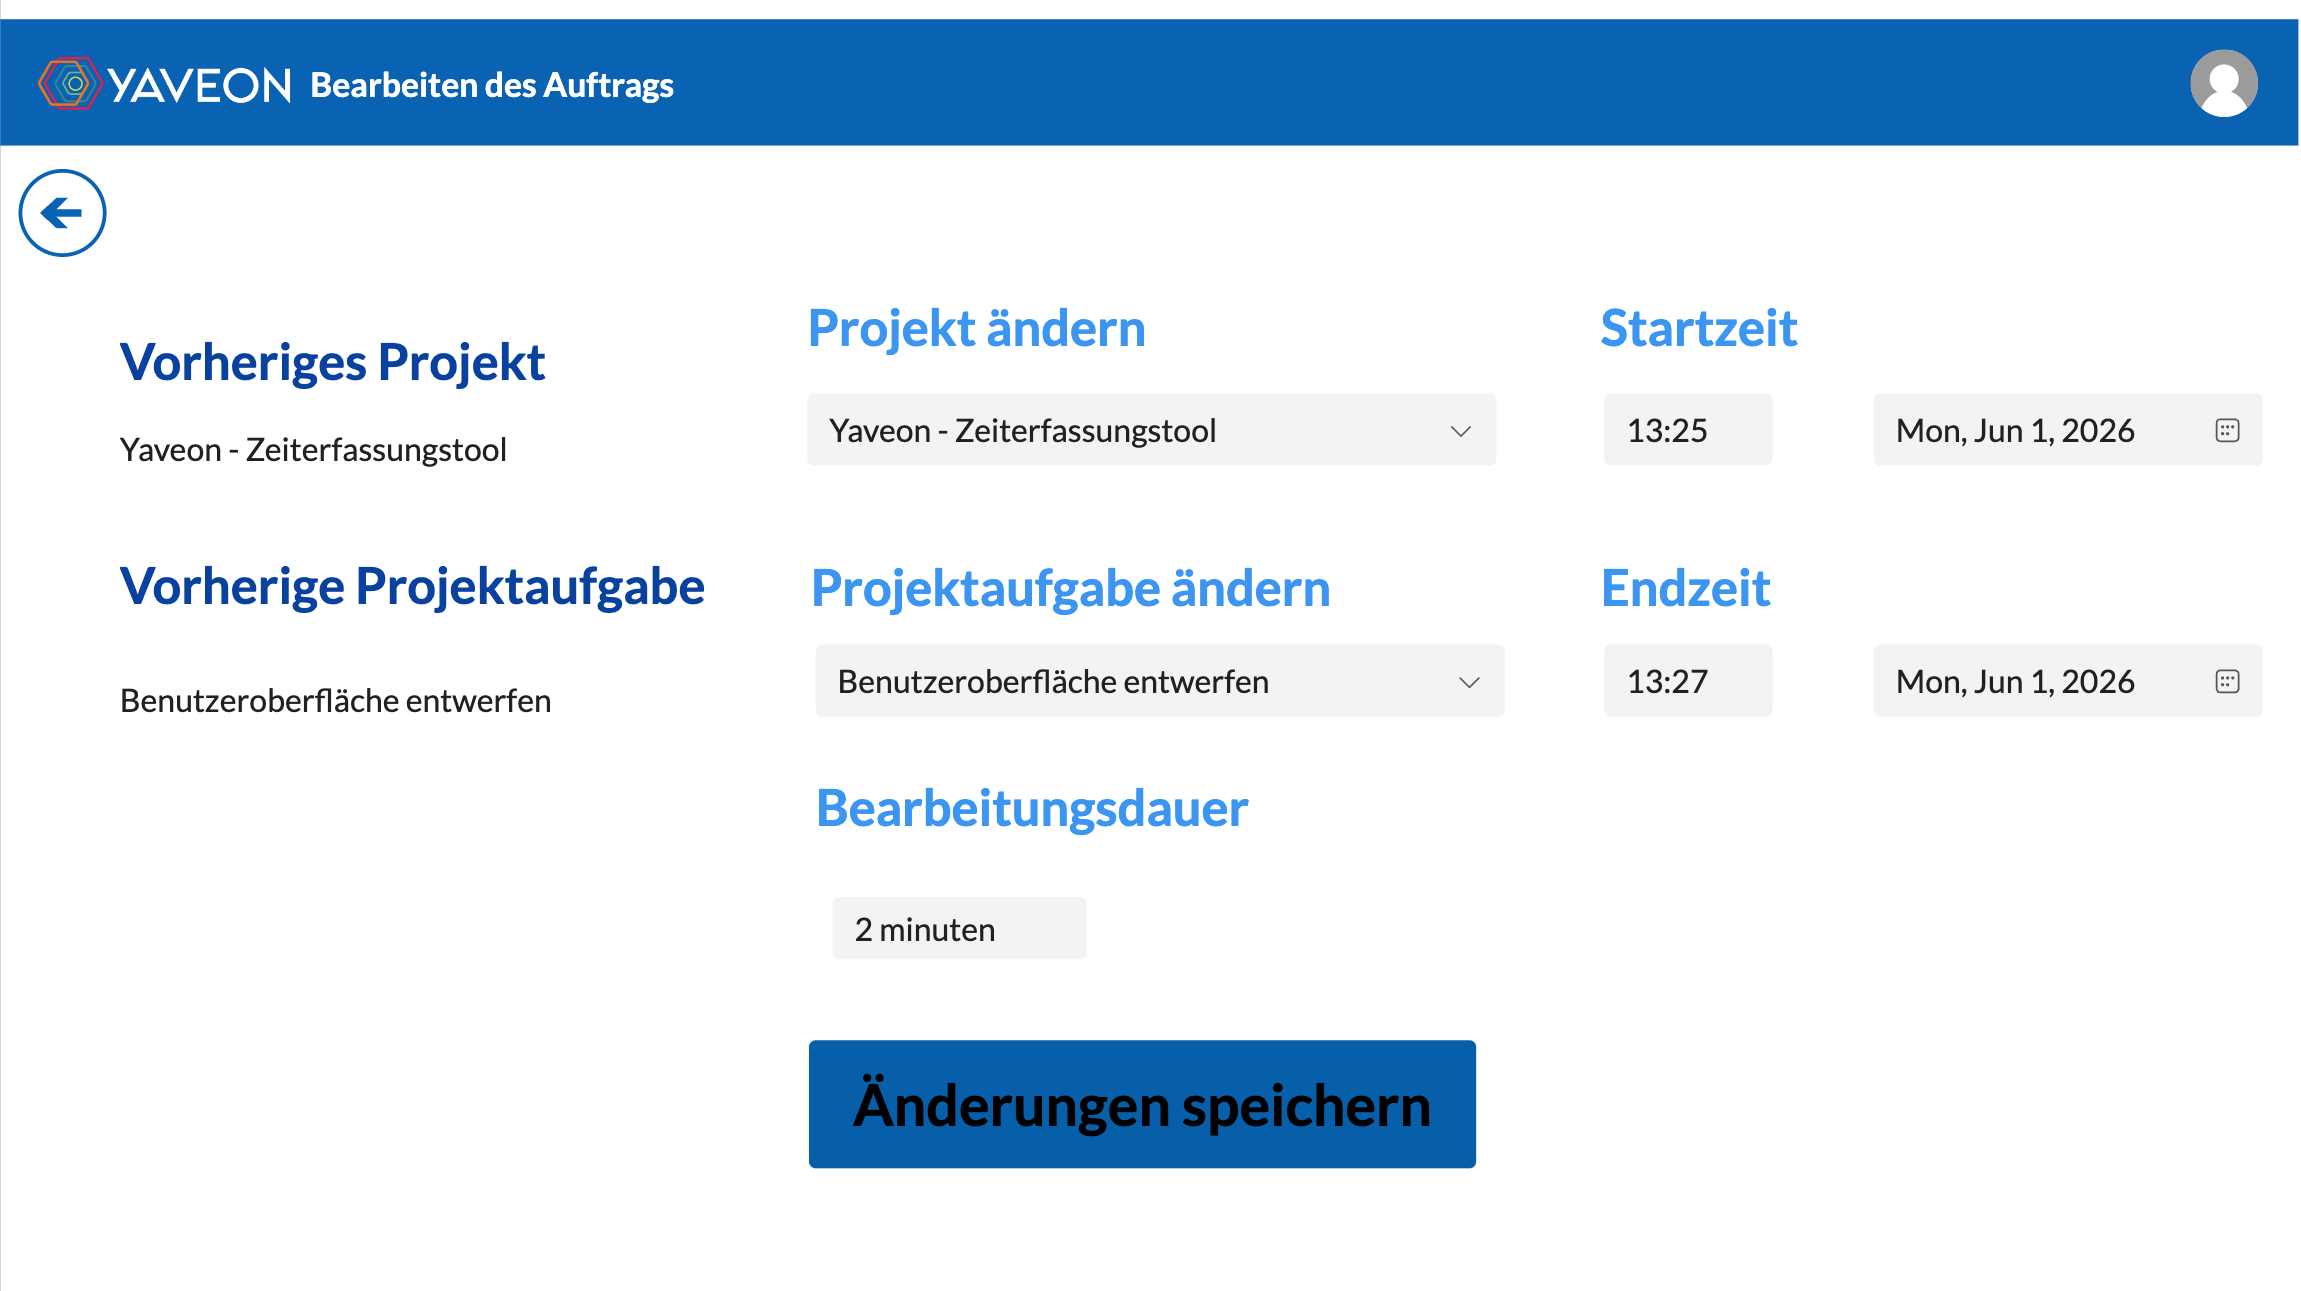 YAVEON Bearbeiten des Auftrags
Vorheriges Projekt
Yaveon - Zeiterfassungstool
Vorherige Projektaufgabe
Benutzeroberfläche entwerfen
Projekt ändern
Yaveon - Zeiterfassungstool
Projektaufgabe ändern
Benutzeroberfläche entwerfen
Bearbeitungsdauer
2 minuten
Änderungen speichern
Startzeit
13:25 Mon, Jun 1, 2026
Endzeit
13:27 Mon, Jun 1, 2026